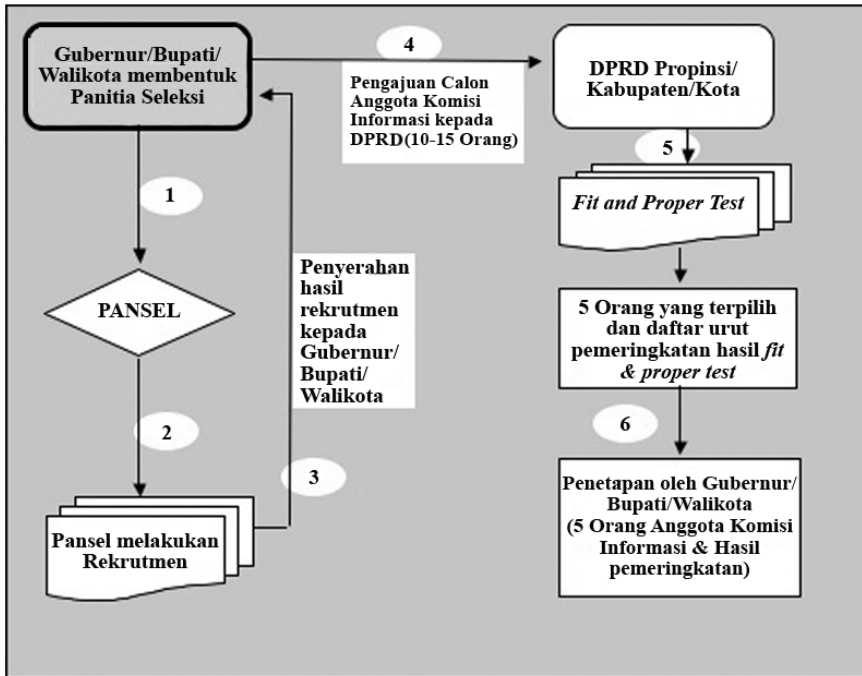 Gubernur/Bupati/
Walikota membentuk
Panitia Seleksi
4
Pengajuan Calon
Anggota Komisi
Informasi kepada
DPRD(10-15 Orang)
DPRD Propinsi/
Kabupaten/Kota
1
PANSEL
2
Pansel melakukan
Rekrutmen
3
Penyerahan
hasil
rekrutmen
kepada
Gubernur/
Bupati/
Walikota
5
Fit and Proper Test
5 Orang yang terpilih
dan daftar urut
pemeringkatan hasil fit
& proper test
6
Penetapan oleh Gubernur/
Bupati/Walikota
(5 Orang Anggota Komisi
Informasi & Hasil
pemeringkatan)